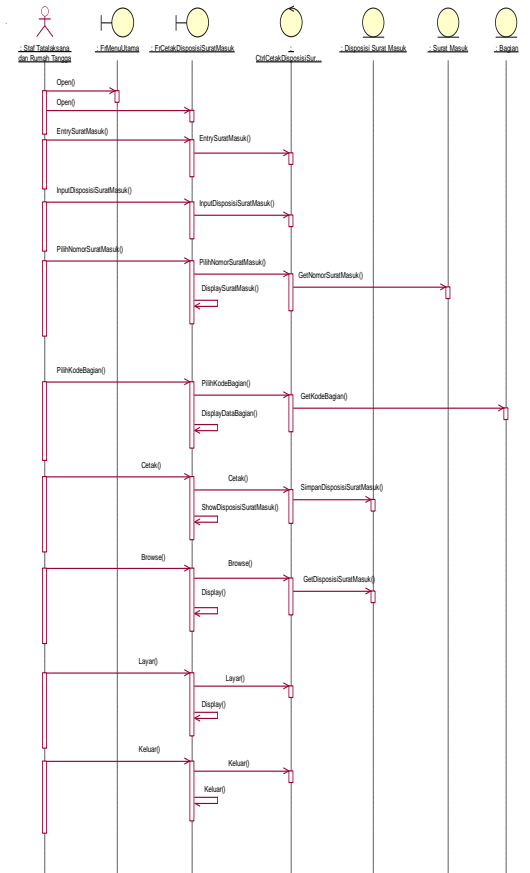 : Staf Tatalaksana
dan Rumah Tangga
: FrMenuUtama
: FrCetakDisposisiSuratMasuk
:
CtrlCetakDisposisiSur...
: Disposisi Surat Masuk
: Surat Masuk
: Bagian
Open()
Open()
EntrySuratMasuk()
EntrySuratMasuk()
InputDisposisiSuratMasuk()
InputDisposisiSuratMasuk()
PilihNomorSuratMasuk()
PilihNomorSuratMasuk()
GetNomorSuratMasuk()
DisplaySuratMasuk()
PilihKodeBagian()
PilihKodeBagian()
GetKodeBagian()
DisplayDataBagian()
Cetak()
Cetak()
SimpanDisposisiSuratMasuk()
ShowDisposisiSuratMasuk()
Browse()
Browse()
GetDisposisiSuratMasuk()
Display()
Layar()
Layar()
Display()
Keluar()
Keluar()
Keluar()